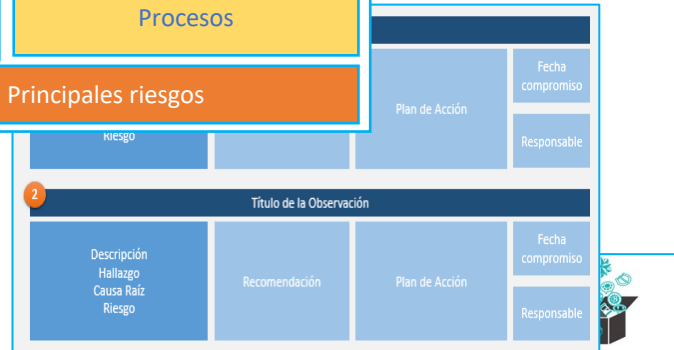 Procesos
Principales riesgos
Riesgo
Plan de Acción
Fecha
compromiso
Responsable
2
Título de la Observación
Descripción
Hallazgo
Causa Raíz
Riesgo
Recomendación
Plan de Acción
Fecha
compromiso
Responsable